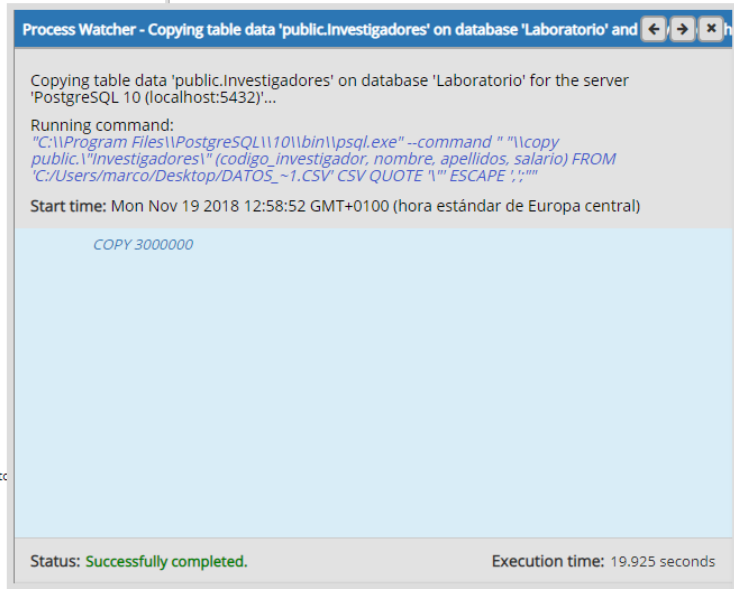 Process Watcher - Copying table data 'public.Investigadores' on database 'Laboratorio' and
Copying table data 'public.Investigadores' on database 'Laboratorio' for the server
'PostgreSQL 10 (localhost:5432)'...
Running command:
"C:\\Program Files\\PostgreSQL\\10\\bin\\psql.exe" --command " "\\copy
public.\"Investigadores\" (codigo_investigador, nombre, apellidos, salario) FROM
'C:/Users/marco/Desktop/DATOS_~1.CSV' CSV QUOTE '\"' ESCAPE ',';""
Start time: Mon Nov 19 2018 12:58:52 GMT+0100 (hora estándar de Europa central)
COPY 3000000
Status: Successfully completed.
Execution time: 19.925 seconds